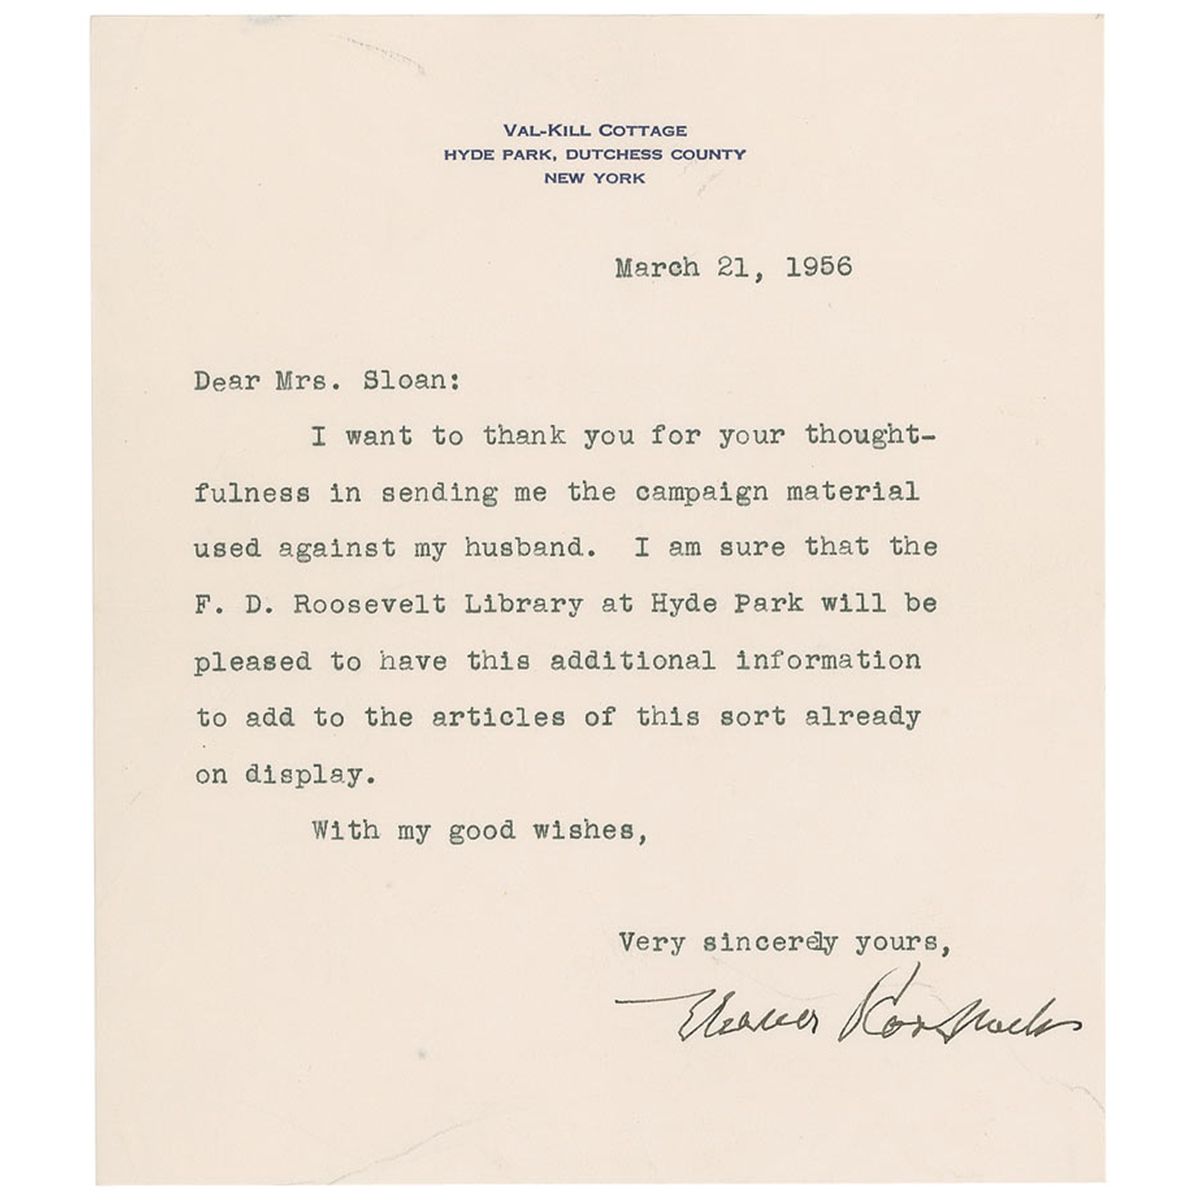 VAL-KILL COTTAGE
HYDE PARK, DUTCHESS COUNTY
NEW YORK
March 21, 1956
Dear Mrs. Sloan:
I want to thank you for your thought-
fulness in sending me the campaign material
used against my husband. I am sure that the
F. D. Roosevelt Library at Hyde Park will be
pleased to have this additional information
to add to the articles of this sort already
on display.
With my good wishes,
Very sincerely yours,
Eleanor Roosevelt